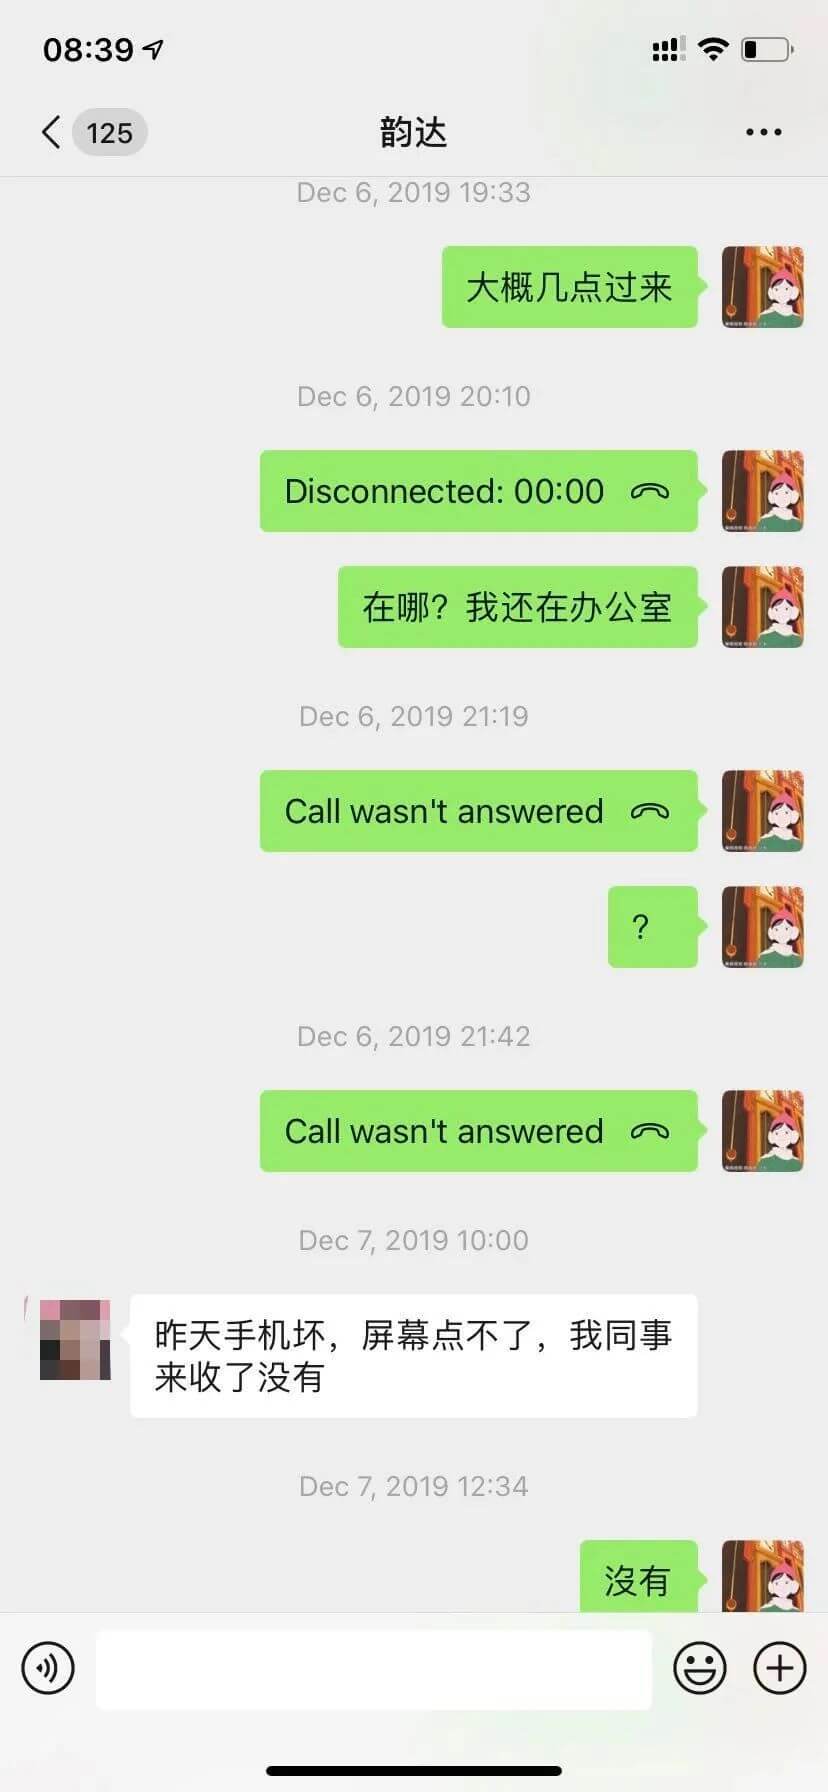 08:39
125
韵达
Dec 6, 2019 19:33
大概几点过来
Dec 6, 2019 20:10
Disconnected: 00:00
在哪？我还在办公室
Dec 6, 2019 21:19
Call wasn't answered
?
Dec 6, 2019 21:42
Call wasn't answered
Dec 7, 2019 10:00
昨天手机坏，屏幕点不了，我同事
来收了没有
Dec 7, 2019 12:34
沒有